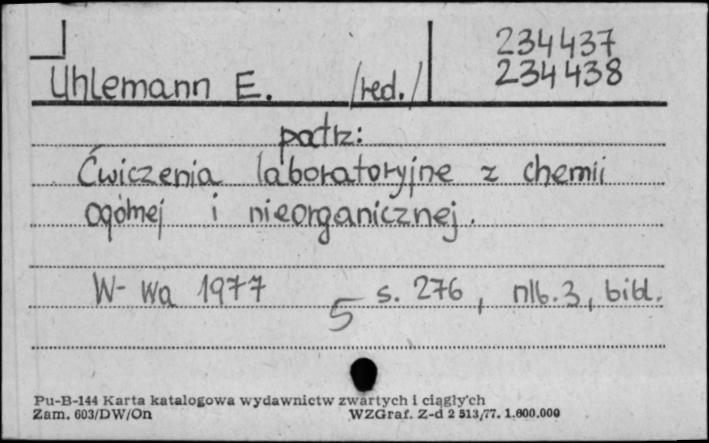 234437
234438
Uhlemann E. /red./
patrz:
Ćwiczenia laboratoryjne z chemii
ogólnej i nieorganicznej.
W-wa 1977 5 s. 276, nlb. 3, bibl.
Pu-B-144 Karta katalogowa wydawnictw zwartych i ciągłych
Zam. 603/DW/On WZGraf. Z-d 2 513/77. 1.600.000